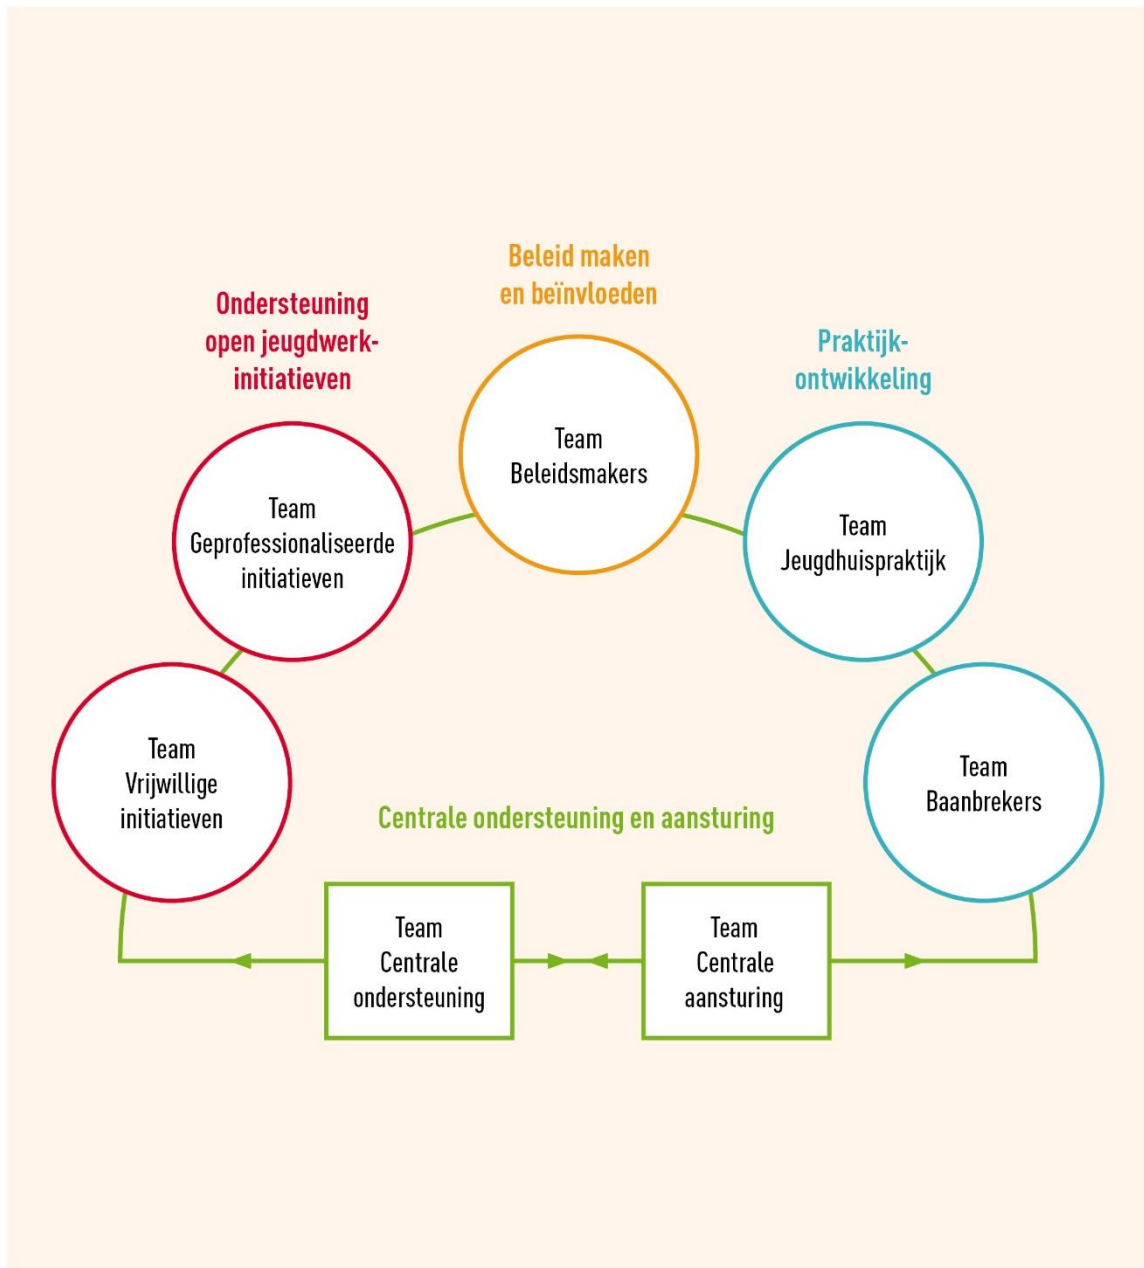 Beleid maken
en beïnvloeden
Ondersteuning
open jeugdwerk-
initiatieven
Praktijk-
ontwikkeling
Team
Beleidsmakers
Team
Geprofessionaliseerde
initiatieven
Team
Jeugdhuispraktijk
Team
Vrijwillige
initiatieven
Team
Baanbrekers
Centrale ondersteuning en aansturing
Team
Centrale
ondersteuning
Team
Centrale
aansturing